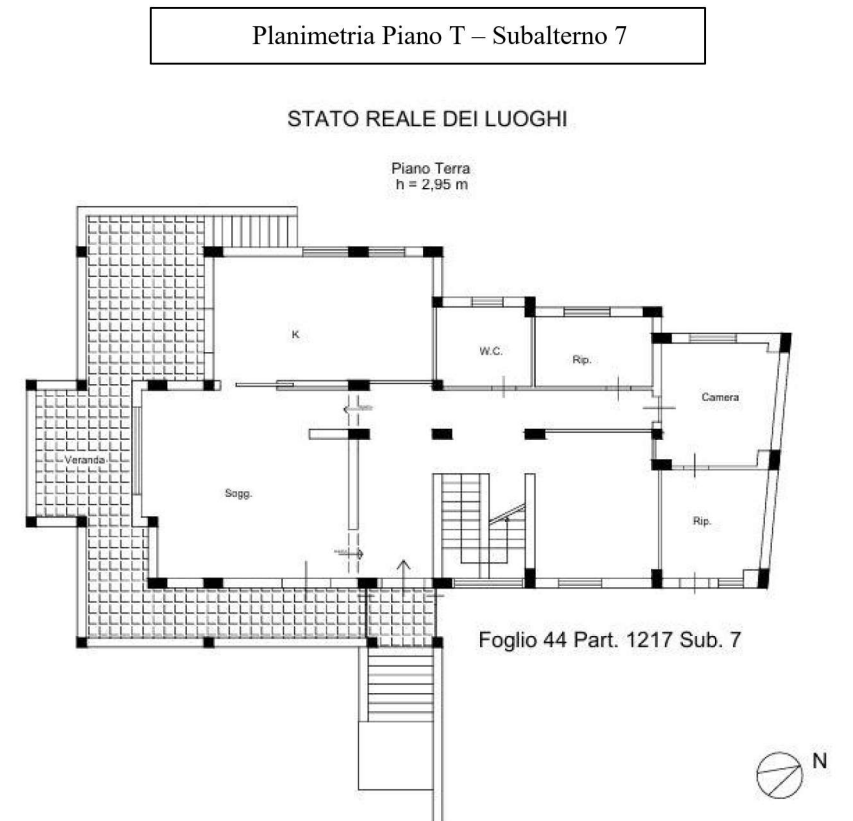 Planimetria Piano T – Subalterno 7
STATO REALE DEI LUOGHI
Piano Terra
h = 2,95 m
K
W.C.
Rip.
Camera
Veranda
Sogg.
Rip.
Foglio 44 Part. 1217 Sub. 7
N